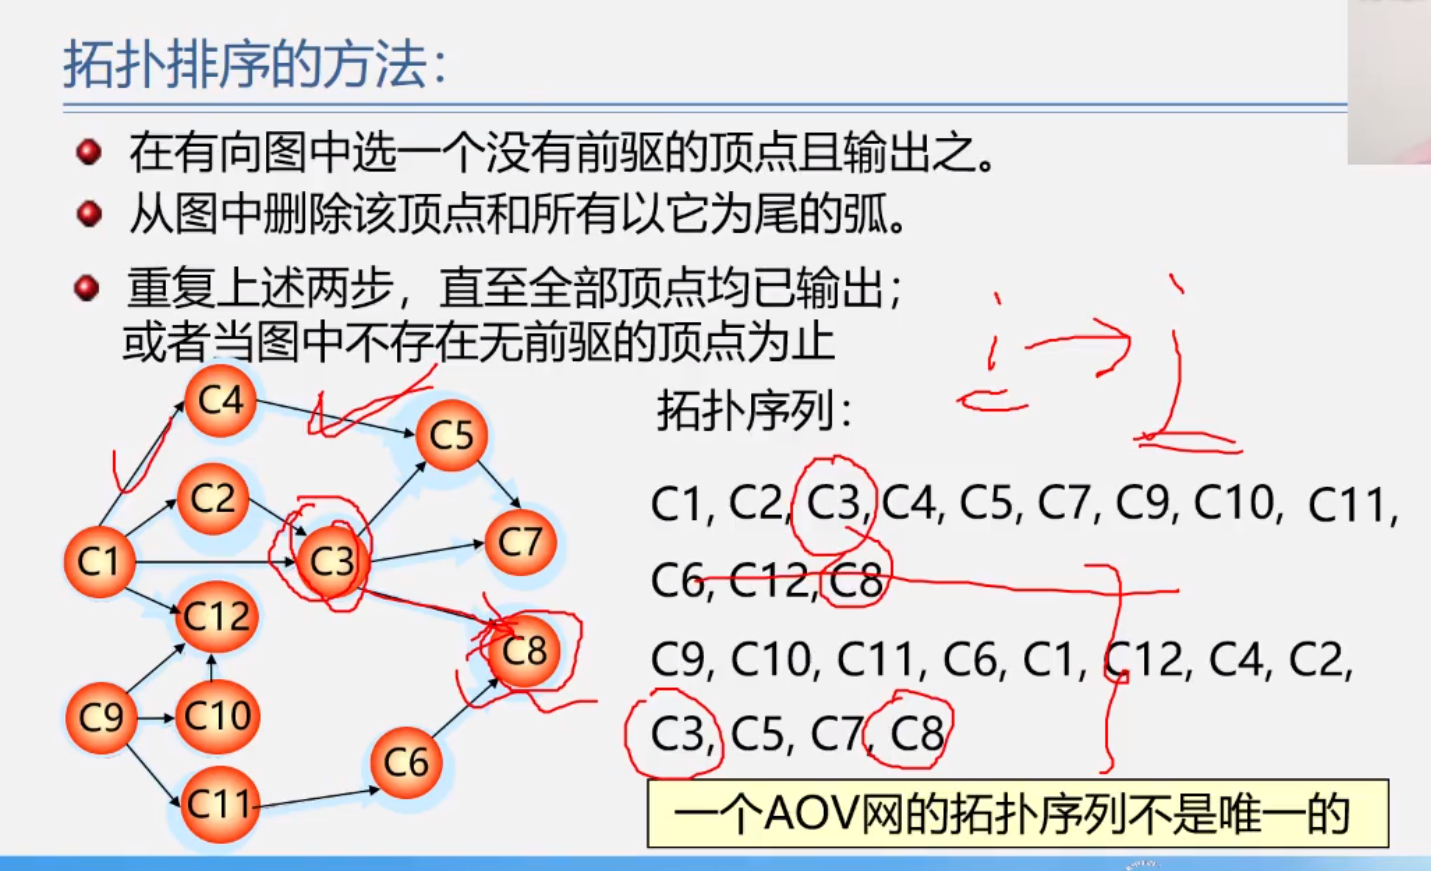 拓扑排序的方法：
在有向图中选一个没有前驱的顶点且输出之。
从图中删除该顶点和所有以它为尾的弧。
重复上述两步，直至全部顶点均已输出；
或者当图中不存在无前驱的顶点为止
i → j
C4
C5
C2
C7
C1
C3
C12
C8
C9
C10
C6
C11
拓扑序列：
C1, C2, C3, C4, C5, C7, C9, C10, C11,
C6, C12, C8
C9, C10, C11, C6, C1, C12, C4, C2,
C3, C5, C7, C8
一个AOV网的拓扑序列不是唯一的